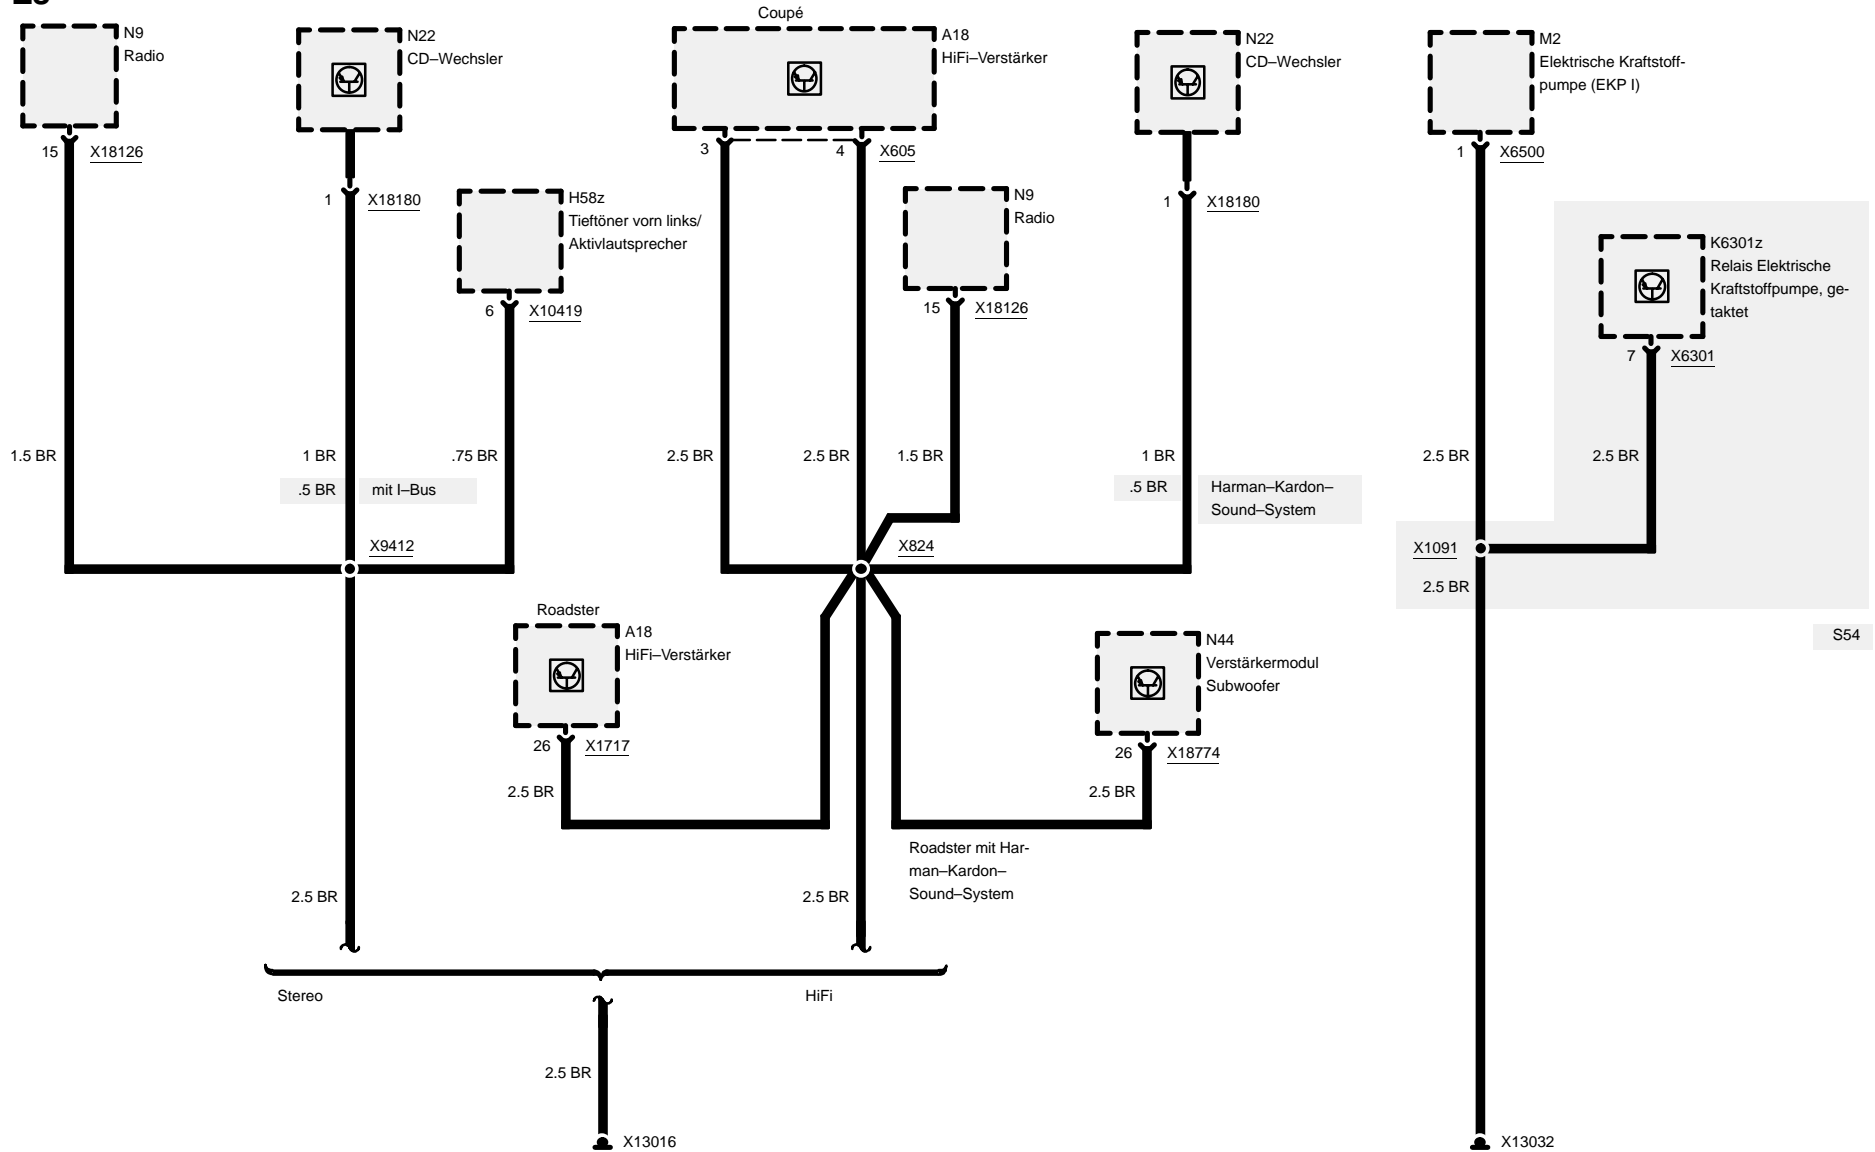 Coupé
N9
Radio
N22
CD–Wechsler
A18
HiFi–Verstärker
N22
CD–Wechsler
M2
Elektrische Kraftstoff-
pumpe (EKP I)
15 X18126
3
4 X605
1 X6500
1 X18180
H58z
Tieftöner vorn links/
Aktivlautsprecher
N9
Radio
1 X18180
K6301z
Relais Elektrische
Kraftstoffpumpe, ge-
taktet
6 X10419
15 X18126
7 X6301
1.5 BR
1 BR
.75 BR
2.5 BR
2.5 BR
1.5 BR
1 BR
2.5 BR
2.5 BR
.5 BR
mit I–Bus
.5 BR
Harman–Kardon–
Sound–System
X9412
X824
X1091
2.5 BR
Roadster
A18
HiFi–Verstärker
N44
Verstärkermodul
Subwoofer
S54
26 X1717
26 X18774
2.5 BR
2.5 BR
Roadster mit Har-
man–Kardon–
Sound–System
2.5 BR
2.5 BR
Stereo
HiFi
2.5 BR
X13016
X13032